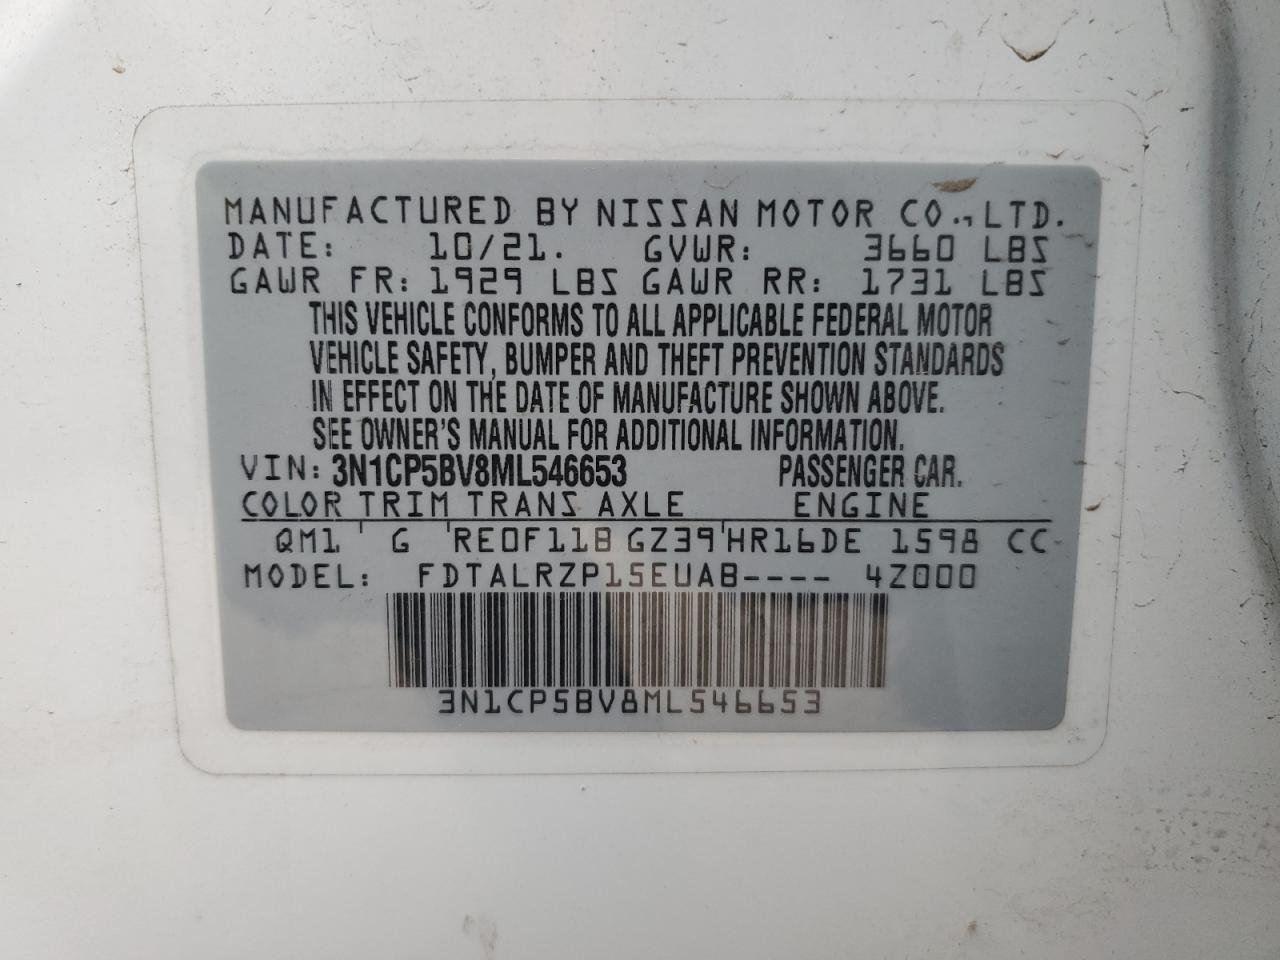 MANUFACTURED BY NISSAN MOTOR CO., LTD.
DATE: 10/21. GVWR: 3660 LBS
GAWR FR: 1929 LBS GAWR RR: 1731 LBS
THIS VEHICLE CONFORMS TO ALL APPLICABLE FEDERAL MOTOR
VEHICLE SAFETY, BUMPER AND THEFT PREVENTION STANDARDS
IN EFFECT ON THE DATE OF MANUFACTURE SHOWN ABOVE.
SEE OWNER'S MANUAL FOR ADDITIONAL INFORMATION.
VIN: 3N1CP5BV8ML546653 PASSENGER CAR.
COLOR TRIM TRANS AXLE ENGINE
QM1 G RE0F11B GZ39 HR16DE 1598 CC
MODEL: FDTALRZP15EUAB---- 4Z000
3N1CP5BV8ML546653